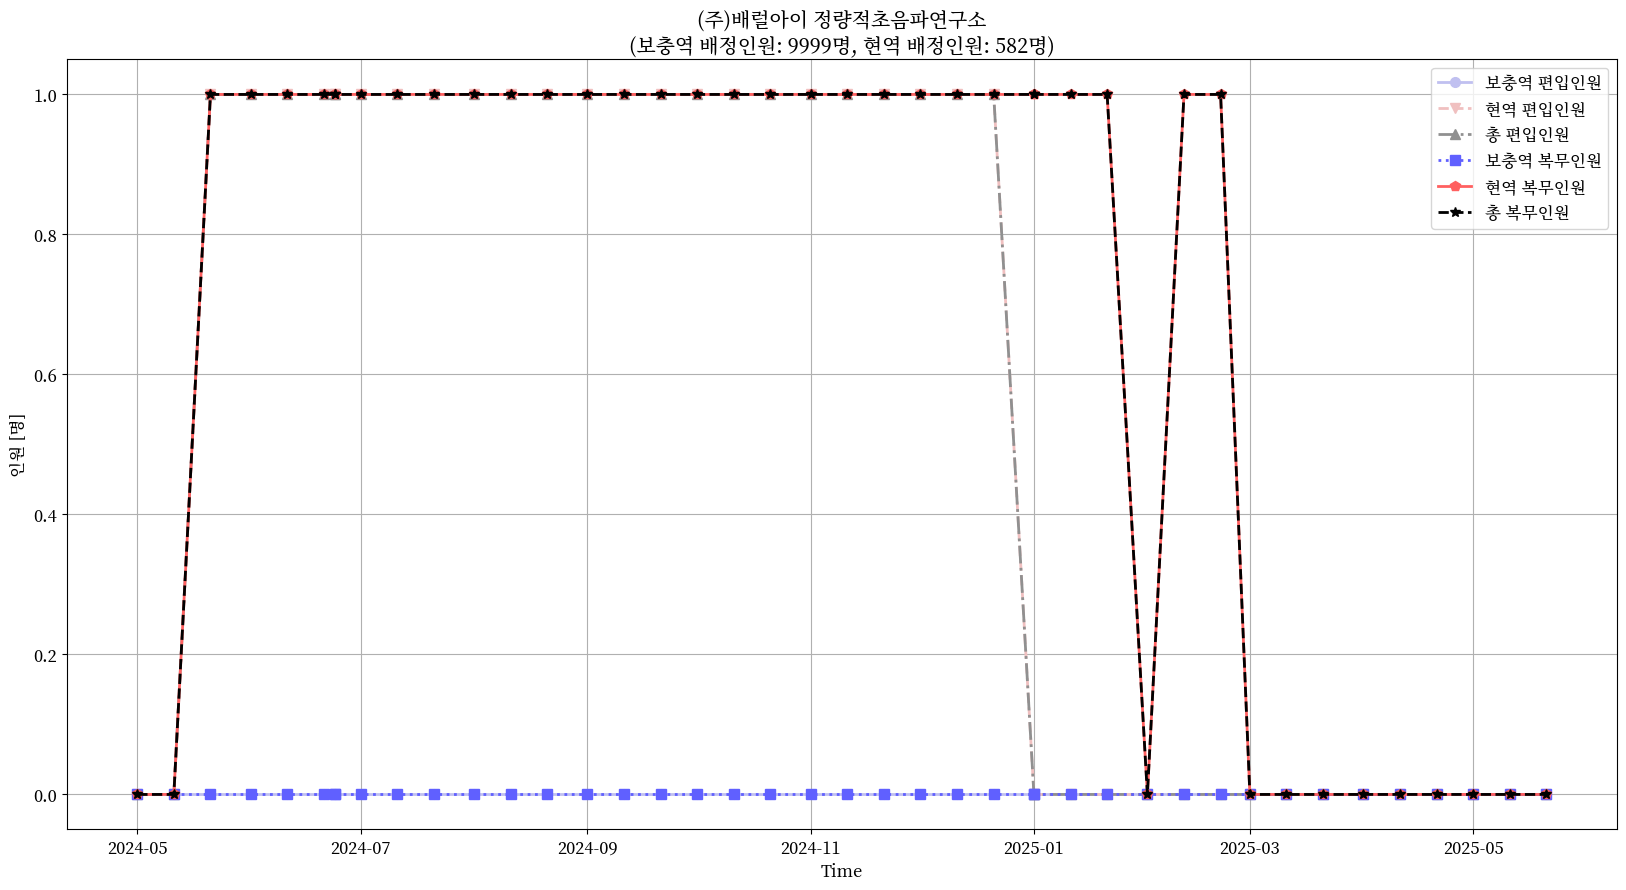 (주)배럴아이 정량적초음파연구소
(보충역 배정인원: 9999명, 현역 배정인원: 582명)
보충역 편입인원
현역 편입인원
총 편입인원
보충역 복무인원
현역 복무인원
총 복무인원
인원 [명]
1.0
0.8
0.6
0.4
0.2
0.0
2024-05
2024-07
2024-09
2024-11
2025-01
2025-03
2025-05
Time